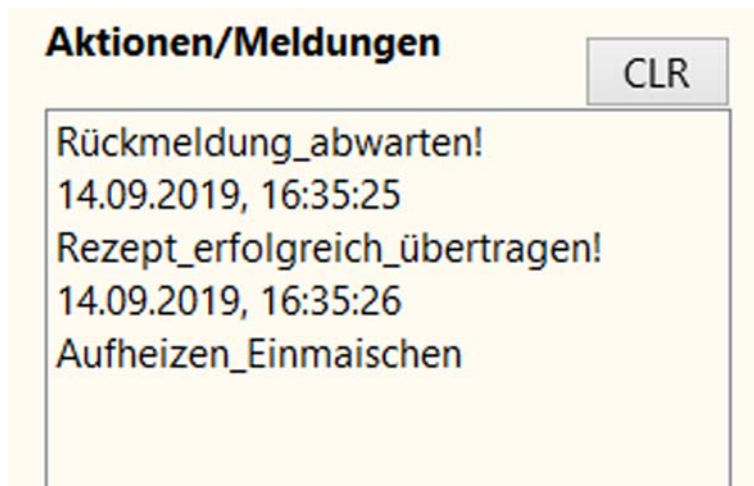 Aktionen/Meldungen
CLR
Rückmeldung_abwarten!
14.09.2019, 16:35:25
Rezept_erfolgreich_übertragen!
14.09.2019, 16:35:26
Aufheizen_Einmaischen